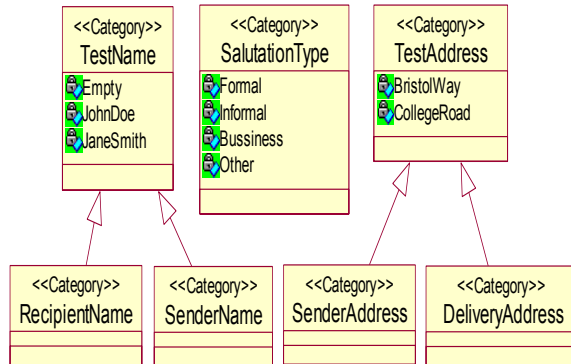 <<Category>>
TestName
Empty
JohnDoe
JaneSmith
<<Category>>
SalutationType
Formal
Informal
Bussiness
Other
<<Category>>
TestAddress
BristolWay
CollegeRoad
<<Category>>
RecipientName
<<Category>>
SenderName
<<Category>>
SenderAddress
<<Category>>
DeliveryAddress